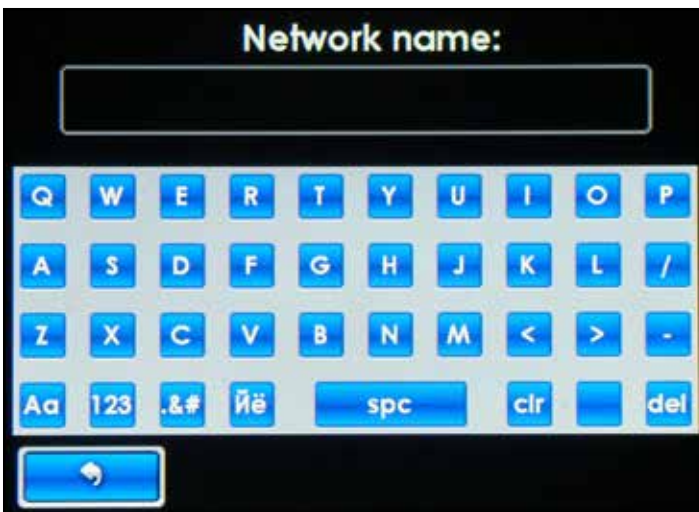 Network name:
Q W E R T Y U I O P
A S D F G H J K L /
Z X C V B N M < > -
Aa 123 .&# Йё spc clr del